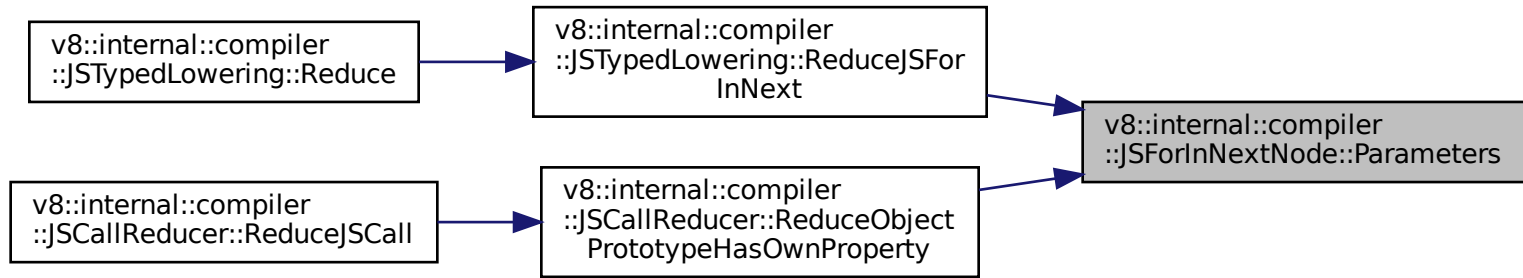 v8::internal::compiler
::JSTypedLowering::Reduce
v8::internal::compiler
::JSTypedLowering::ReduceJSFor
InNext
v8::internal::compiler
::JSForInNextNode::Parameters
v8::internal::compiler
::JSCallReducer::ReduceJSCall
v8::internal::compiler
::JSCallReducer::ReduceObject
PrototypeHasOwnProperty